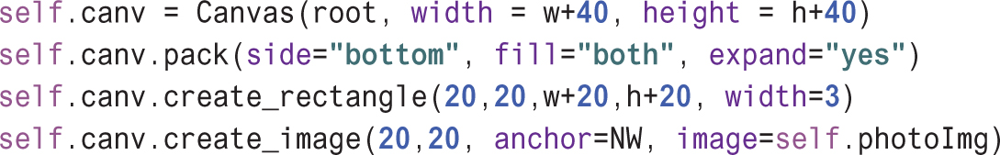 self.canv = Canvas(root, width = w+40, height = h+40)
self.canv.pack(side="bottom", fill="both", expand="yes")
self.canv.create_rectangle(20,20,w+20,h+20, width=3)
self.canv.create_image(20,20, anchor=NW, image=self.photoImg)